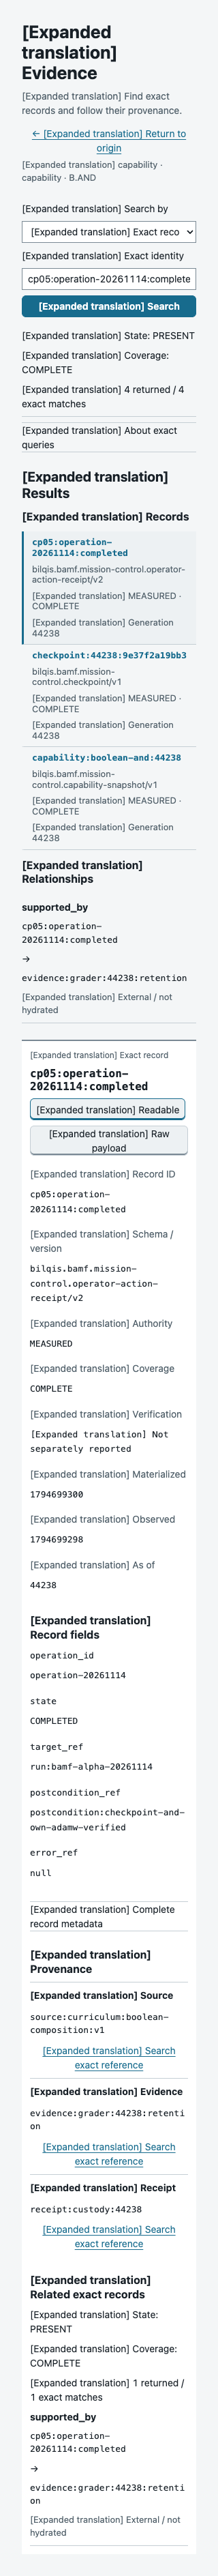 [Expanded
translation]
Evidence
[Expanded translation] Find exact
records and follow their provenance.
← [Expanded translation] Return to
origin
[Expanded translation] capability ·
capability · B.AND
[Expanded translation] Search by
[Expanded translation] Exact reco
[Expanded translation] Exact identity
cp05:operation-20261114:complete
[Expanded translation] Search
[Expanded translation] State: PRESENT
[Expanded translation] Coverage:
COMPLETE
[Expanded translation] 4 returned / 4
exact matches
[Expanded translation] About exact
queries
[Expanded translation]
Results
[Expanded translation] Records
cp05:operation-
20261114:completed
bilqis.bamf.mission-control.operator-
action-receipt/v2
[Expanded translation] MEASURED ·
COMPLETE
[Expanded translation] Generation
44238
checkpoint:44238:9e37f2a19bb3
bilqis.bamf.mission-
control.checkpoint/v1
[Expanded translation] MEASURED ·
COMPLETE
[Expanded translation] Generation
44238
capability:boolean-and:44238
bilqis.bamf.mission-
control.capability-snapshot/v1
[Expanded translation] MEASURED ·
COMPLETE
[Expanded translation] Generation
44238
[Expanded translation]
Relationships
supported_by
cp05:operation-
20261114:completed
→
evidence:grader:44238:retention
[Expanded translation] External / not
hydrated
[Expanded translation] Exact record
cp05:operation-
20261114:completed
[Expanded translation] Readable
[Expanded translation] Raw
payload
[Expanded translation] Record ID
cp05:operation-
20261114:completed
[Expanded translation] Schema /
version
bilqis.bamf.mission-
control.operator-action-
receipt/v2
[Expanded translation] Authority
MEASURED
[Expanded translation] Coverage
COMPLETE
[Expanded translation] Verification
[Expanded translation] Not
separately reported
[Expanded translation] Materialized
1794699300
[Expanded translation] Observed
1794699298
[Expanded translation] As of
44238
[Expanded translation]
Record fields
operation_id
operation-20261114
state
COMPLETED
target_ref
run:bamf-alpha-20261114
postcondition_ref
postcondition:checkpoint-and-
own-adamw-verified
error_ref
null
[Expanded translation] Complete
record metadata
[Expanded translation]
Provenance
[Expanded translation] Source
source:curriculum:boolean-
composition:v1
[Expanded translation] Search
exact reference
[Expanded translation] Evidence
evidence:grader:44238:retenti
on
[Expanded translation] Search
exact reference
[Expanded translation] Receipt
receipt:custody:44238
[Expanded translation] Search
exact reference
[Expanded translation]
Related exact records
[Expanded translation] State:
PRESENT
[Expanded translation] Coverage:
COMPLETE
[Expanded translation] 1 returned /
1 exact matches
supported_by
cp05:operation-
20261114:completed
→
evidence:grader:44238:retenti
on
[Expanded translation] External / not
hydrated